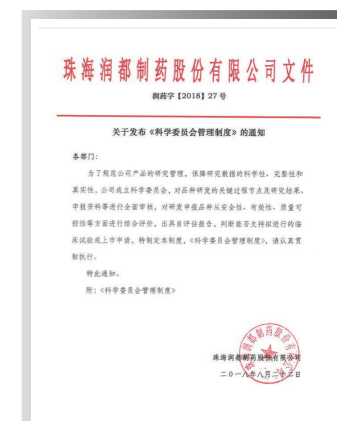 珠海润都制药股份有限公司文件
润药字【2018】27号
关于发布《科学委员会管理制度》的通知
各部门：
为了规范公司产品的研究管理，保障研究数据的科学性、完整性和
真实性，公司成立科学委员会，对品种研发的关键过程节点及研究结果、
申报资料等进行全面审核，对研发申报品种从安全性、有效性、质量可
控性等方面进行综合评价，出具自评估报告，判断能否支持拟进行的临
床试验或上市申请，特制定本制度，《科学委员会管理制度》，请认真贯
彻执行。
特此通知。
附：《科学委员会管理制度》
珠海润都制药股份有限公司
二0一八年八月二十二日